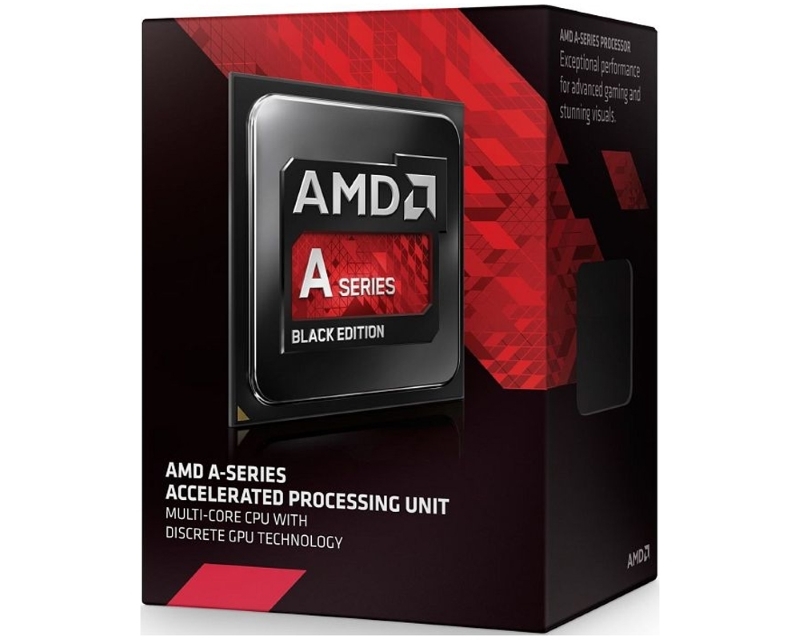 AMD A-SERIES PROCESSOR
Exceptional performance
for advanced gaming and
stunning visuals.
AMD
A SERIES
BLACK EDITION
AMD A-SERIES
ACCELERATED PROCESSING UNIT
MULTI-CORE CPU WITH
DISCRETE GPU TECHNOLOGY
AMD